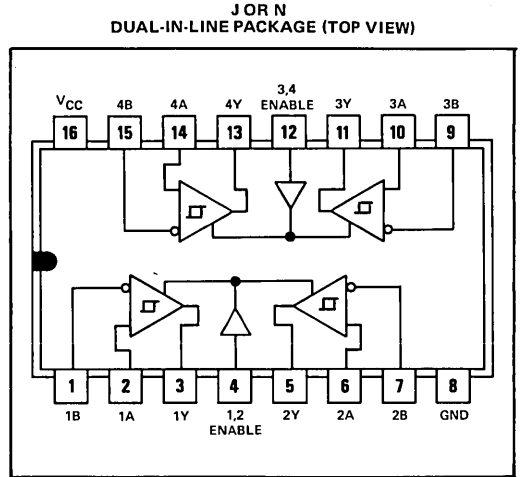 J OR N
DUAL-IN-LINE PACKAGE (TOP VIEW)
VCC 4B 4A 4Y 3,4 ENABLE 3Y 3A 3B
16 15 14 13 12 11 10 9
1 2 3 4 5 6 7 8
1B 1A 1Y 1,2 ENABLE 2Y 2A 2B GND